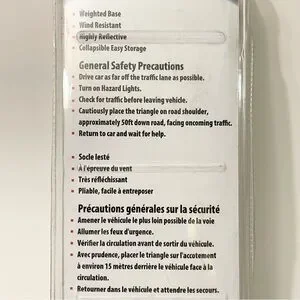 • Weighted Base
• Wind Resistant
• Highly Reflective
• Collapsible Easy Storage
General Safety Precautions
• Drive car as far off the traffic lane as possible.
• Turn on Hazard Lights.
• Check for traffic before leaving vehicle.
• Cautiously place the triangle on road shoulder,
approximately 50ft down road, facing oncoming traffic.
• Return to car and wait for help.
• Socle lesté
• À l'épreuve du vent
• Très réfléchissant
• Pliable, facile à entreposer
Précautions générales sur la sécurité
• Amener le véhicule le plus loin possible de la voie
• Allumer les feux d'urgence.
• Vérifier la circulation avant de sortir du véhicule.
• Avec prudence, placer le triangle sur l'accotement
à environ 15 mètres derrière le véhicule face à la
circulation.
• Retourner dans le véhicule et attendre les secours.